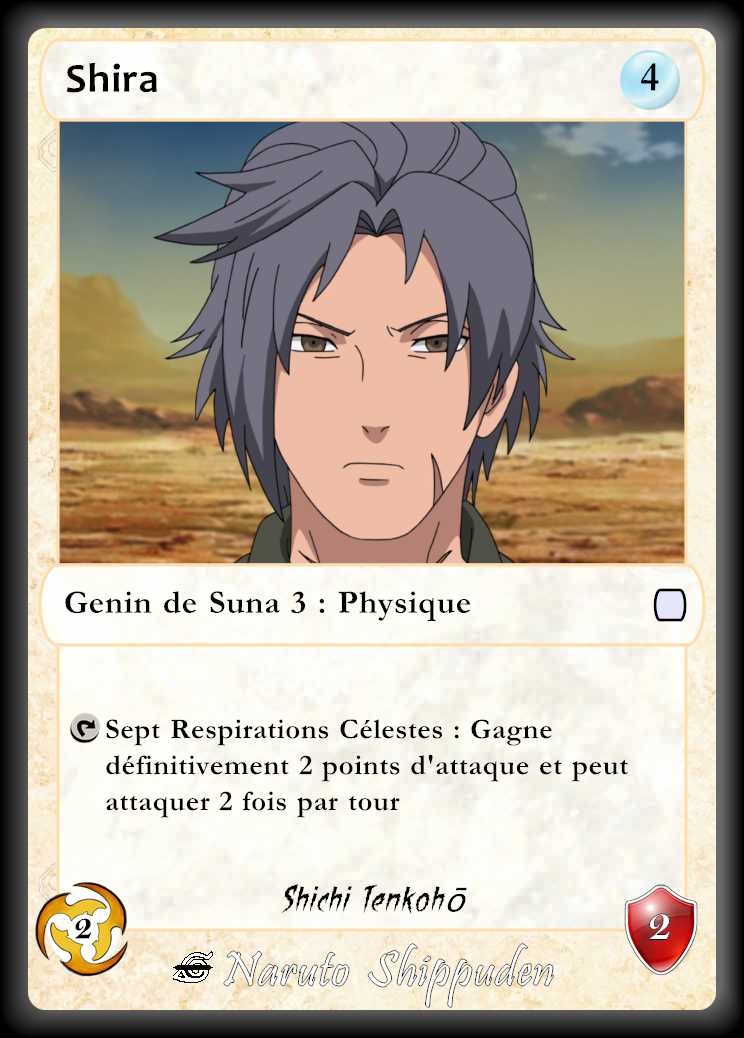 Shira
4
Genin de Suna 3 : Physique
Sept Respirations Célestes : Gagne
définitivement 2 points d'attaque et peut
attaquer 2 fois par tour
Shichi Tenkohō
2
2
Naruto Shippuden